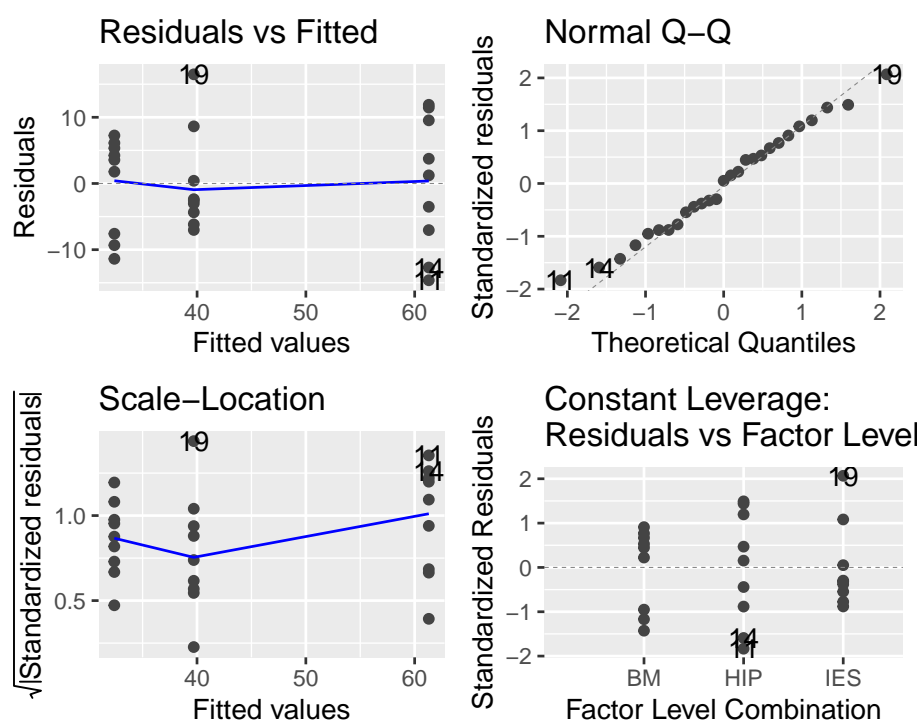 Residuals vs Fitted
Residuals
10
0
−10
19
14
11
40
50
60
Fitted values
Normal Q−Q
Standardized residuals
2
1
0
−1
−2
19
14
11
−2
−1
0
1
2
Theoretical Quantiles
Scale−Location
√|Standardized residuals|
1.0
0.5
19
11
14
40
50
60
Fitted values
Constant Leverage:
Residuals vs Factor Level
Standardized Residuals
2
1
0
−1
−2
19
14
11
BM
HIP
IES
Factor Level Combination